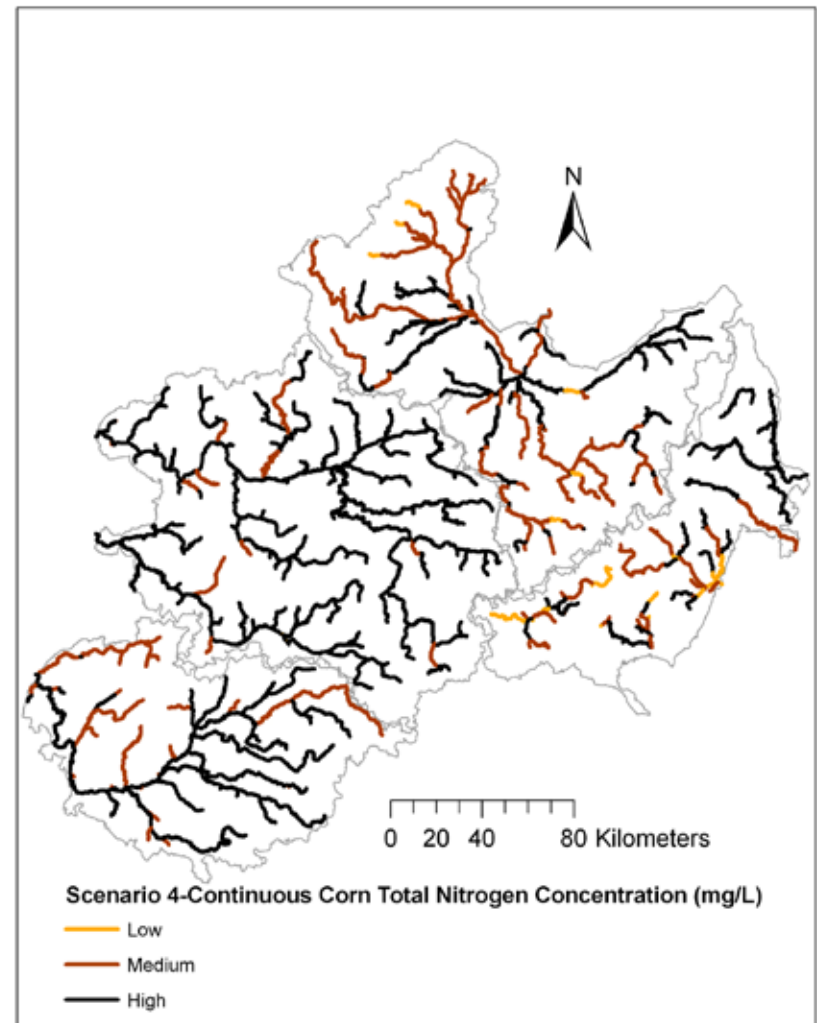 N
0 20 40 80 Kilometers
Scenario 4-Continuous Corn Total Nitrogen Concentration (mg/L)
Low
Medium
High